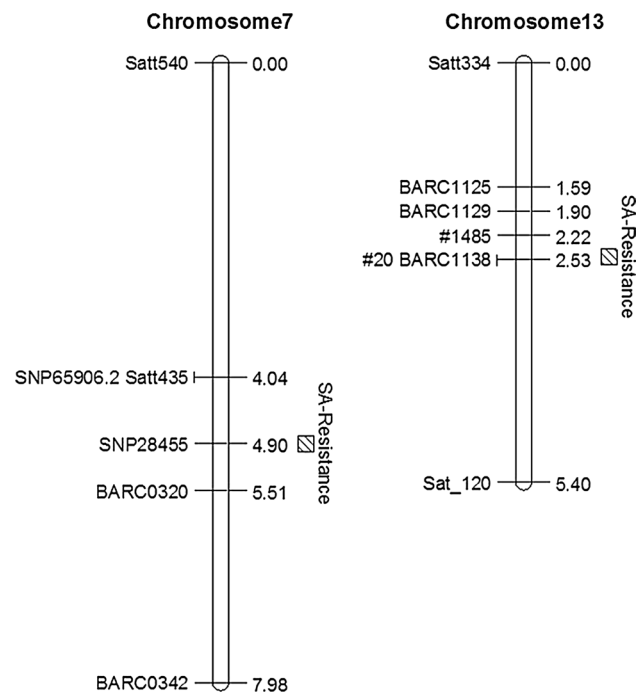 Chromosome7
Satt540 0.00
SNP65906.2 Satt435 4.04
SNP28455 4.90
BARC0320 5.51
BARC0342 7.98
SA-Resistance
Chromosome13
Satt334 0.00
BARC1125 1.59
BARC1129 1.90
#1485 2.22
#20 BARC1138 2.53
Sat_120 5.40
SA-Resistance